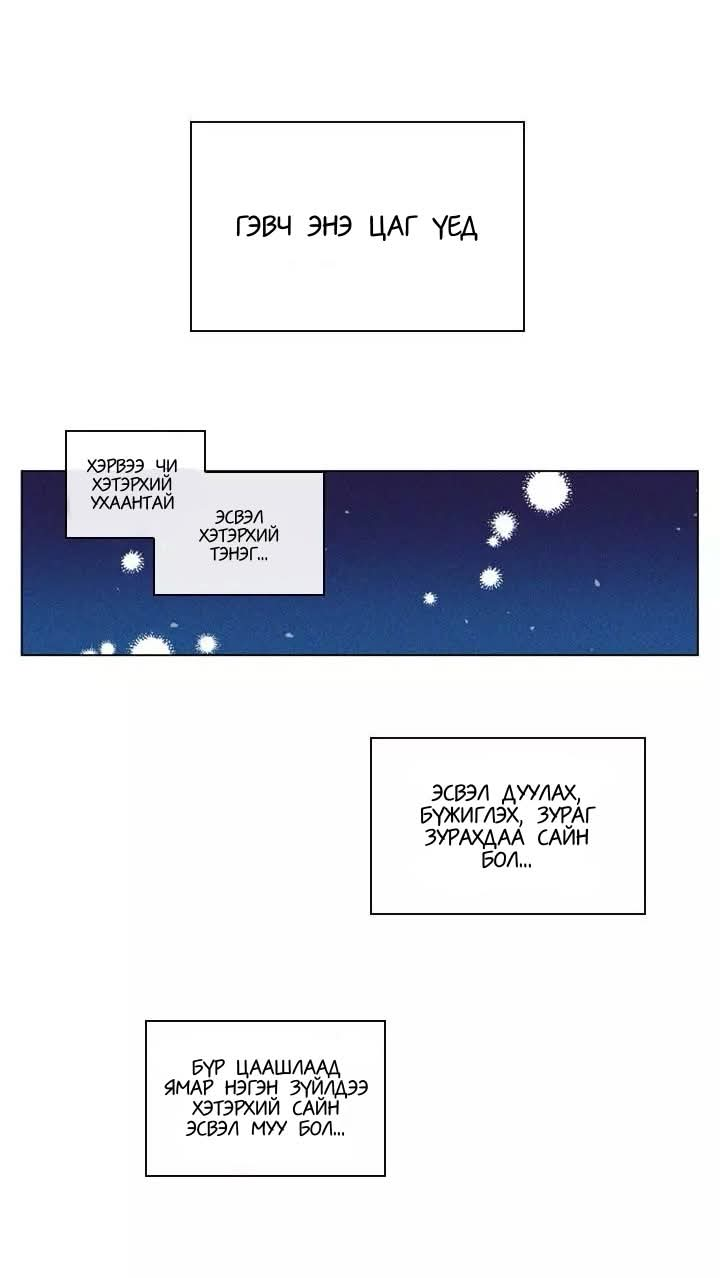 ГЭВЧ ЭНЭ ЦАГ ҮЕД
ХЭРВЭЭ ЧИ
ХЭТЭРХИЙ
УХААНТАЙ
ЭСВЭЛ
ХЭТЭРХИЙ
ТЭНЭГ...
ЭСВЭЛ ДУУЛАХ,
БҮЖИГЛЭХ, ЗУРАГ
ЗУРАХДАА САЙН
БОЛ...
БҮР ЦААШЛААД
ЯМАР НЭГЭН ЗҮЙЛДЭЭ
ХЭТЭРХИЙ САЙН
ЭСВЭЛ МУУ БОЛ...